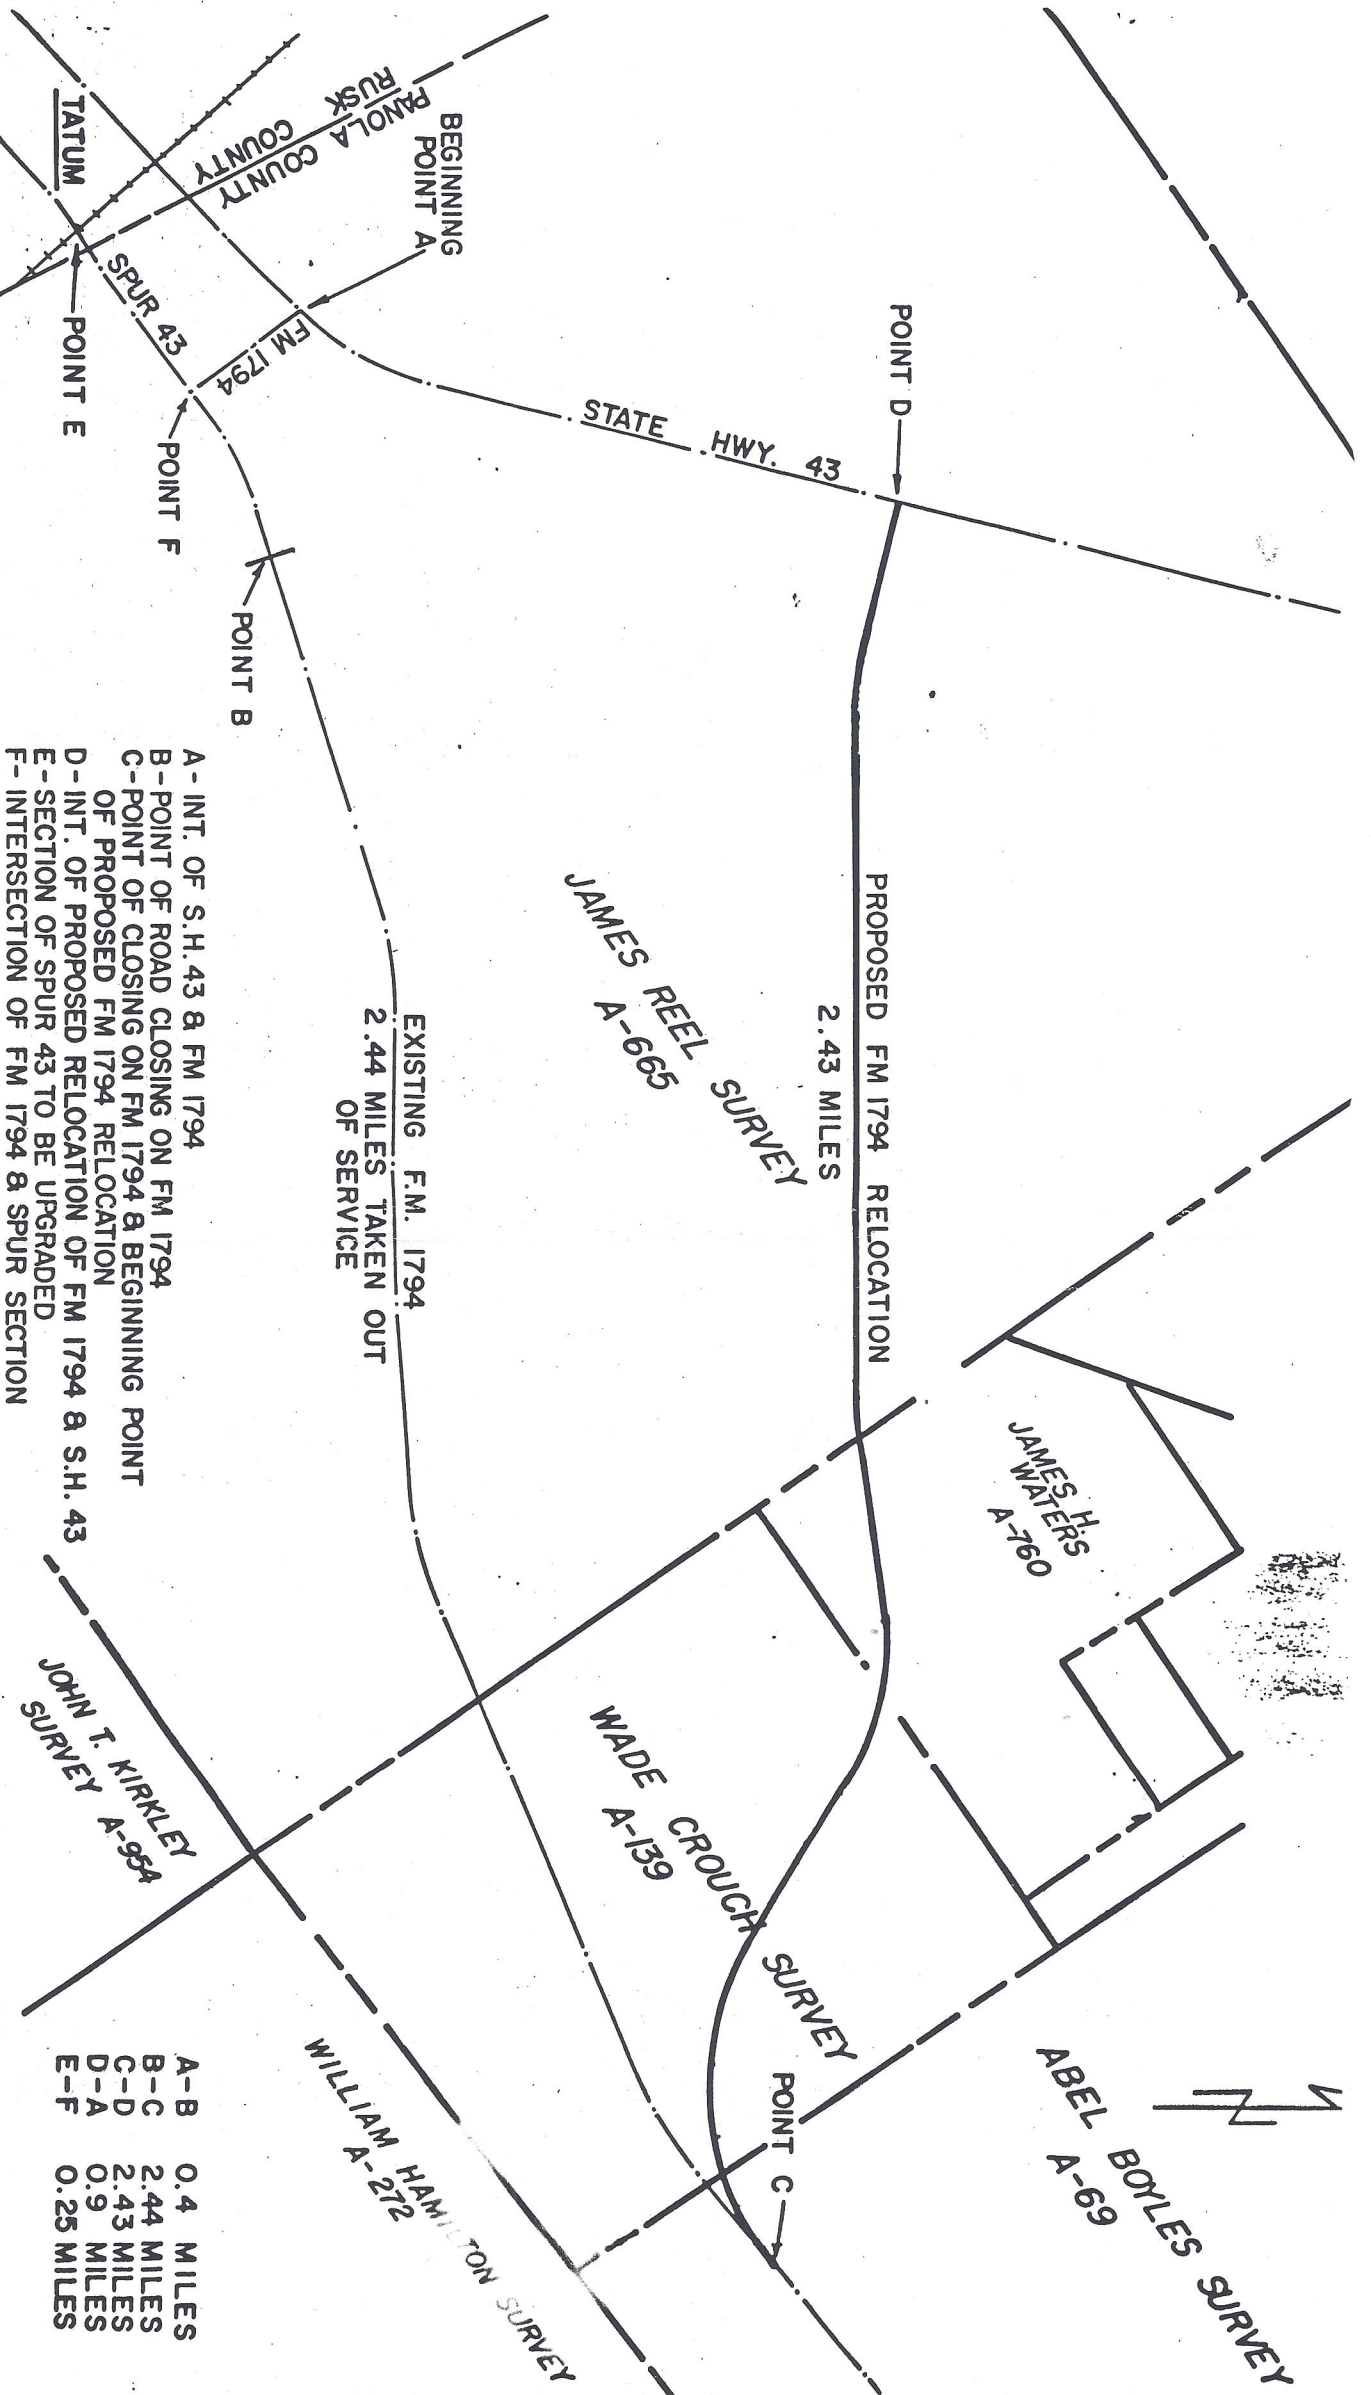 RUSK COUNTY
PANOLA COUNTY
BEGINNING
POINT A
TATUM
SPUR 43
FM 1794
POINT E
POINT F
POINT B
POINT D
STATE HWY. 43
PROPOSED FM 1794 RELOCATION
2.43 MILES
JAMES REEL SURVEY
A-665
EXISTING F.M. 1794
2.44 MILES TAKEN OUT
OF SERVICE
JAMES H.
WATERS
A-760
WADE CROUCH SURVEY
A-139
ABEL BOYLES SURVEY
A-69
POINT C
JOHN T. KIRKLEY
SURVEY A-954
WILLIAM HAMILTON SURVEY
A-272
A- INT. OF S.H. 43 & FM 1794
B-POINT OF ROAD CLOSING ON FM 1794
C-POINT OF CLOSING ON FM 1794 & BEGINNING POINT
OF PROPOSED FM 1794 RELOCATION
D- INT. OF PROPOSED RELOCATION OF FM 1794 & S.H. 43
E-SECTION OF SPUR 43 TO BE UPGRADED
F- INTERSECTION OF FM 1794 & SPUR SECTION
A-B 0.4 MILES
B-C 2.44 MILES
C-D 2.43 MILES
D-A 0.9 MILES
E-F 0.25 MILES